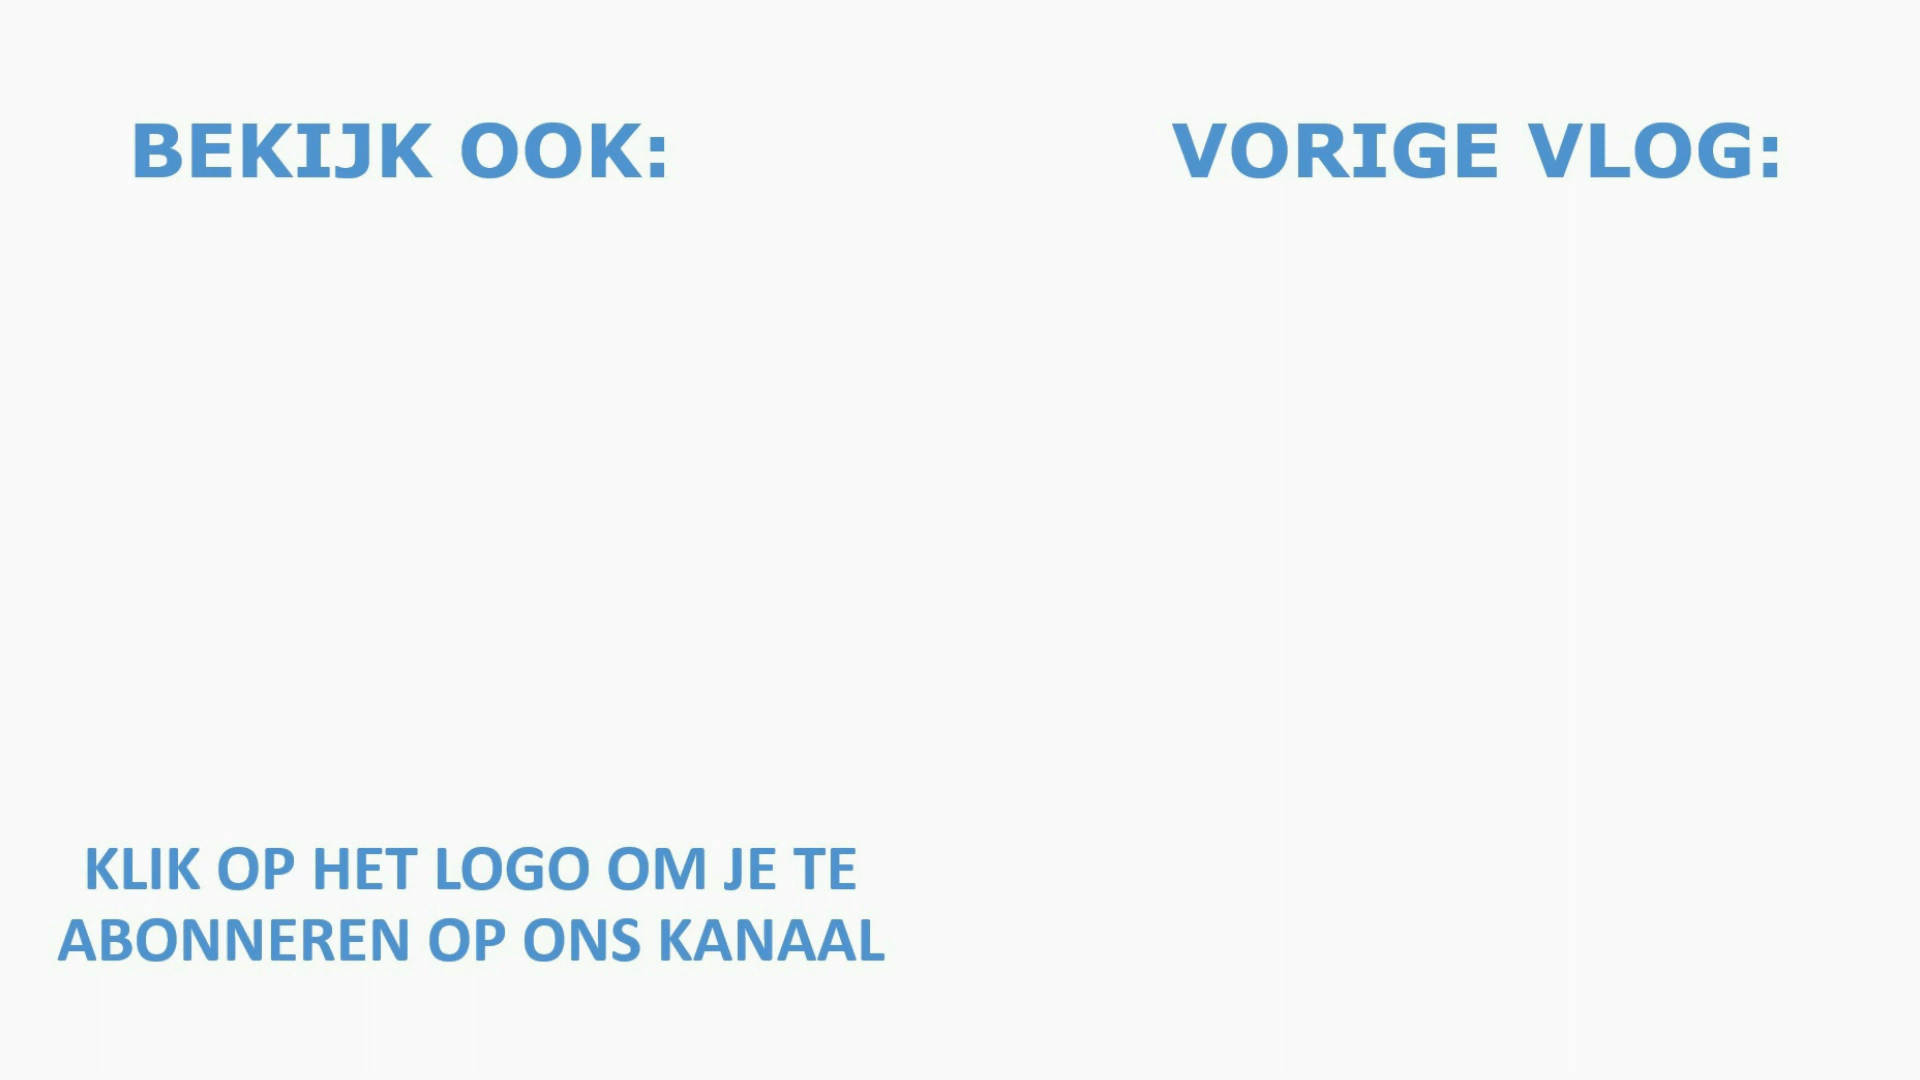 BEKIJK OOK:
VORIGE VLOG:
KLIK OP HET LOGO OM JE TE
ABONNEREN OP ONS KANAAL